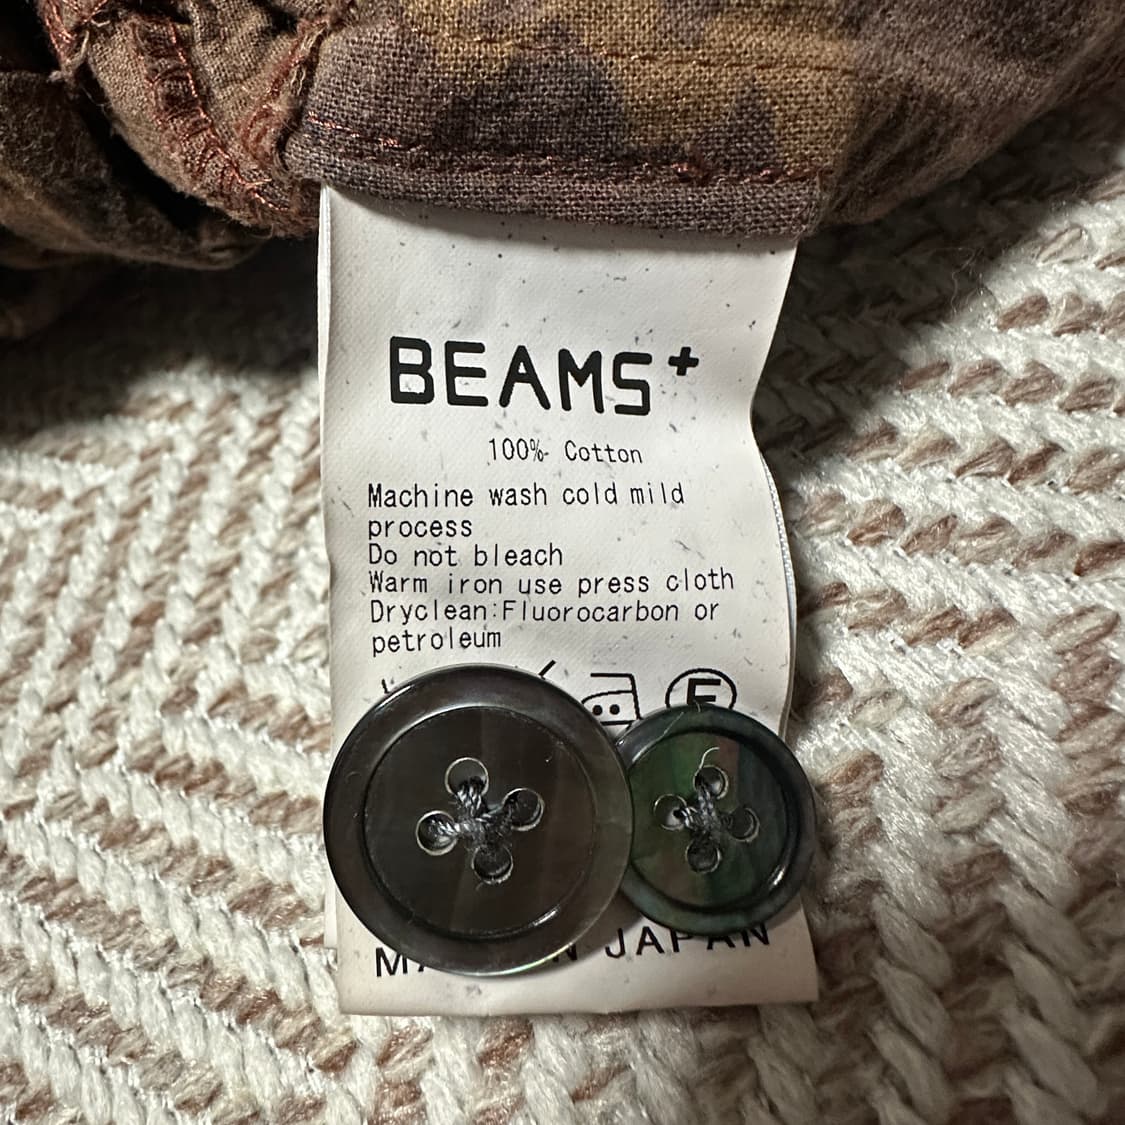 BEAMS+
100% Cotton
Machine wash cold mild
process
Do not bleach
Warm iron use press cloth
Dryclean:Fluorocarbon or
petroleum
F
JAPAN